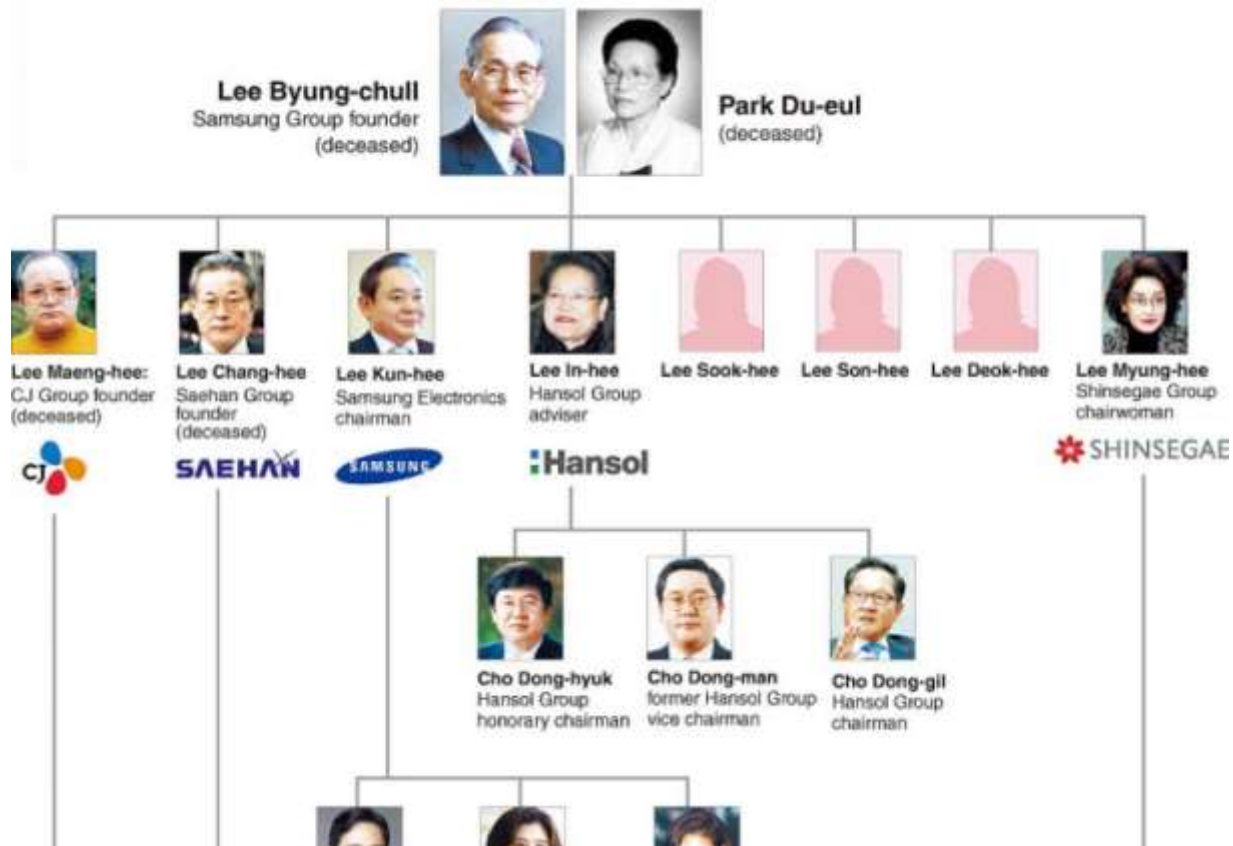 Lee Byung-chull
Samsung Group founder
(deceased)
Park Du-eul
(deceased)
Lee Maeng-hee:
CJ Group founder
(deceased)
Lee Chang-hee
Saehan Group
founder
(deceased)
Lee Kun-hee
Samsung Electronics
chairman
Lee In-hee
Hansol Group
adviser
Lee Sook-hee
Lee Son-hee
Lee Deok-hee
Lee Myung-hee
Shinsegae Group
chairwoman
CJ
SAEHAN
SAMSUNG
Hansol
SHINSEGAE
Cho Dong-hyuk
Hansol Group
honorary chairman
Cho Dong-man
former Hansol Group
vice chairman
Cho Dong-gil
Hansol Group
chairman